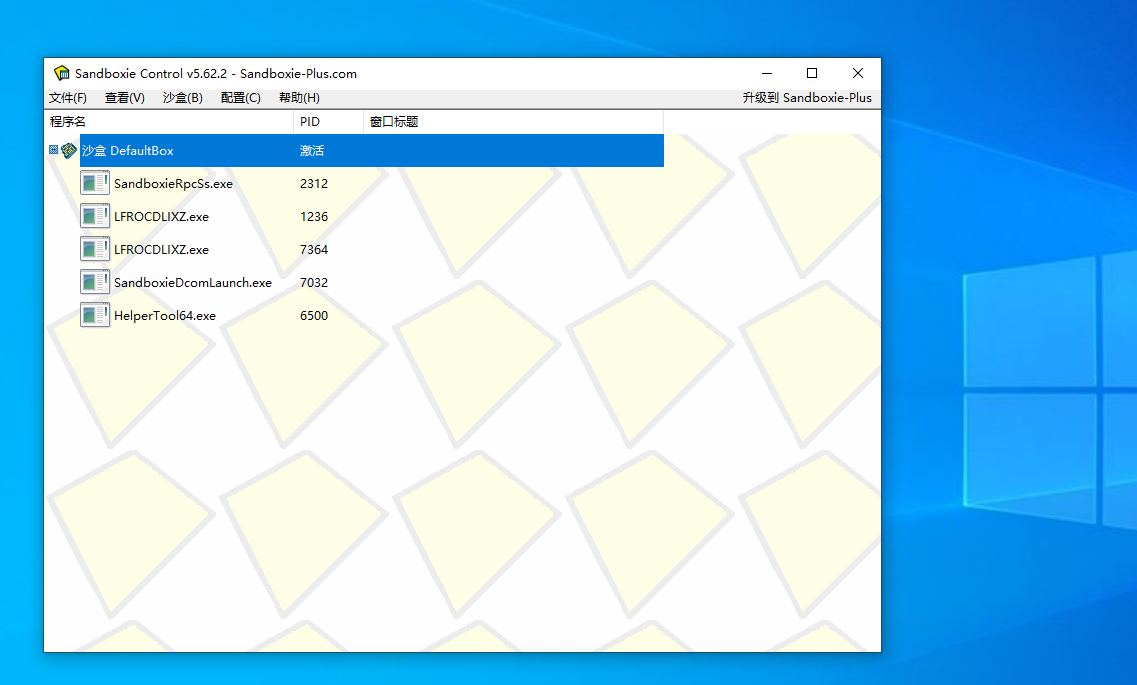 Sandboxie Control v5.62.2 - Sandboxie-Plus.com
文件(F) 查看(V) 沙盒(B) 配置(C) 帮助(H) 升级到 Sandboxie-Plus
程序名 PID 窗口标题
沙盒 DefaultBox 激活
SandboxieRpcSs.exe 2312
LFROCDLIXZ.exe 1236
LFROCDLIXZ.exe 7364
SandboxieDcomLaunch.exe 7032
HelperTool64.exe 6500